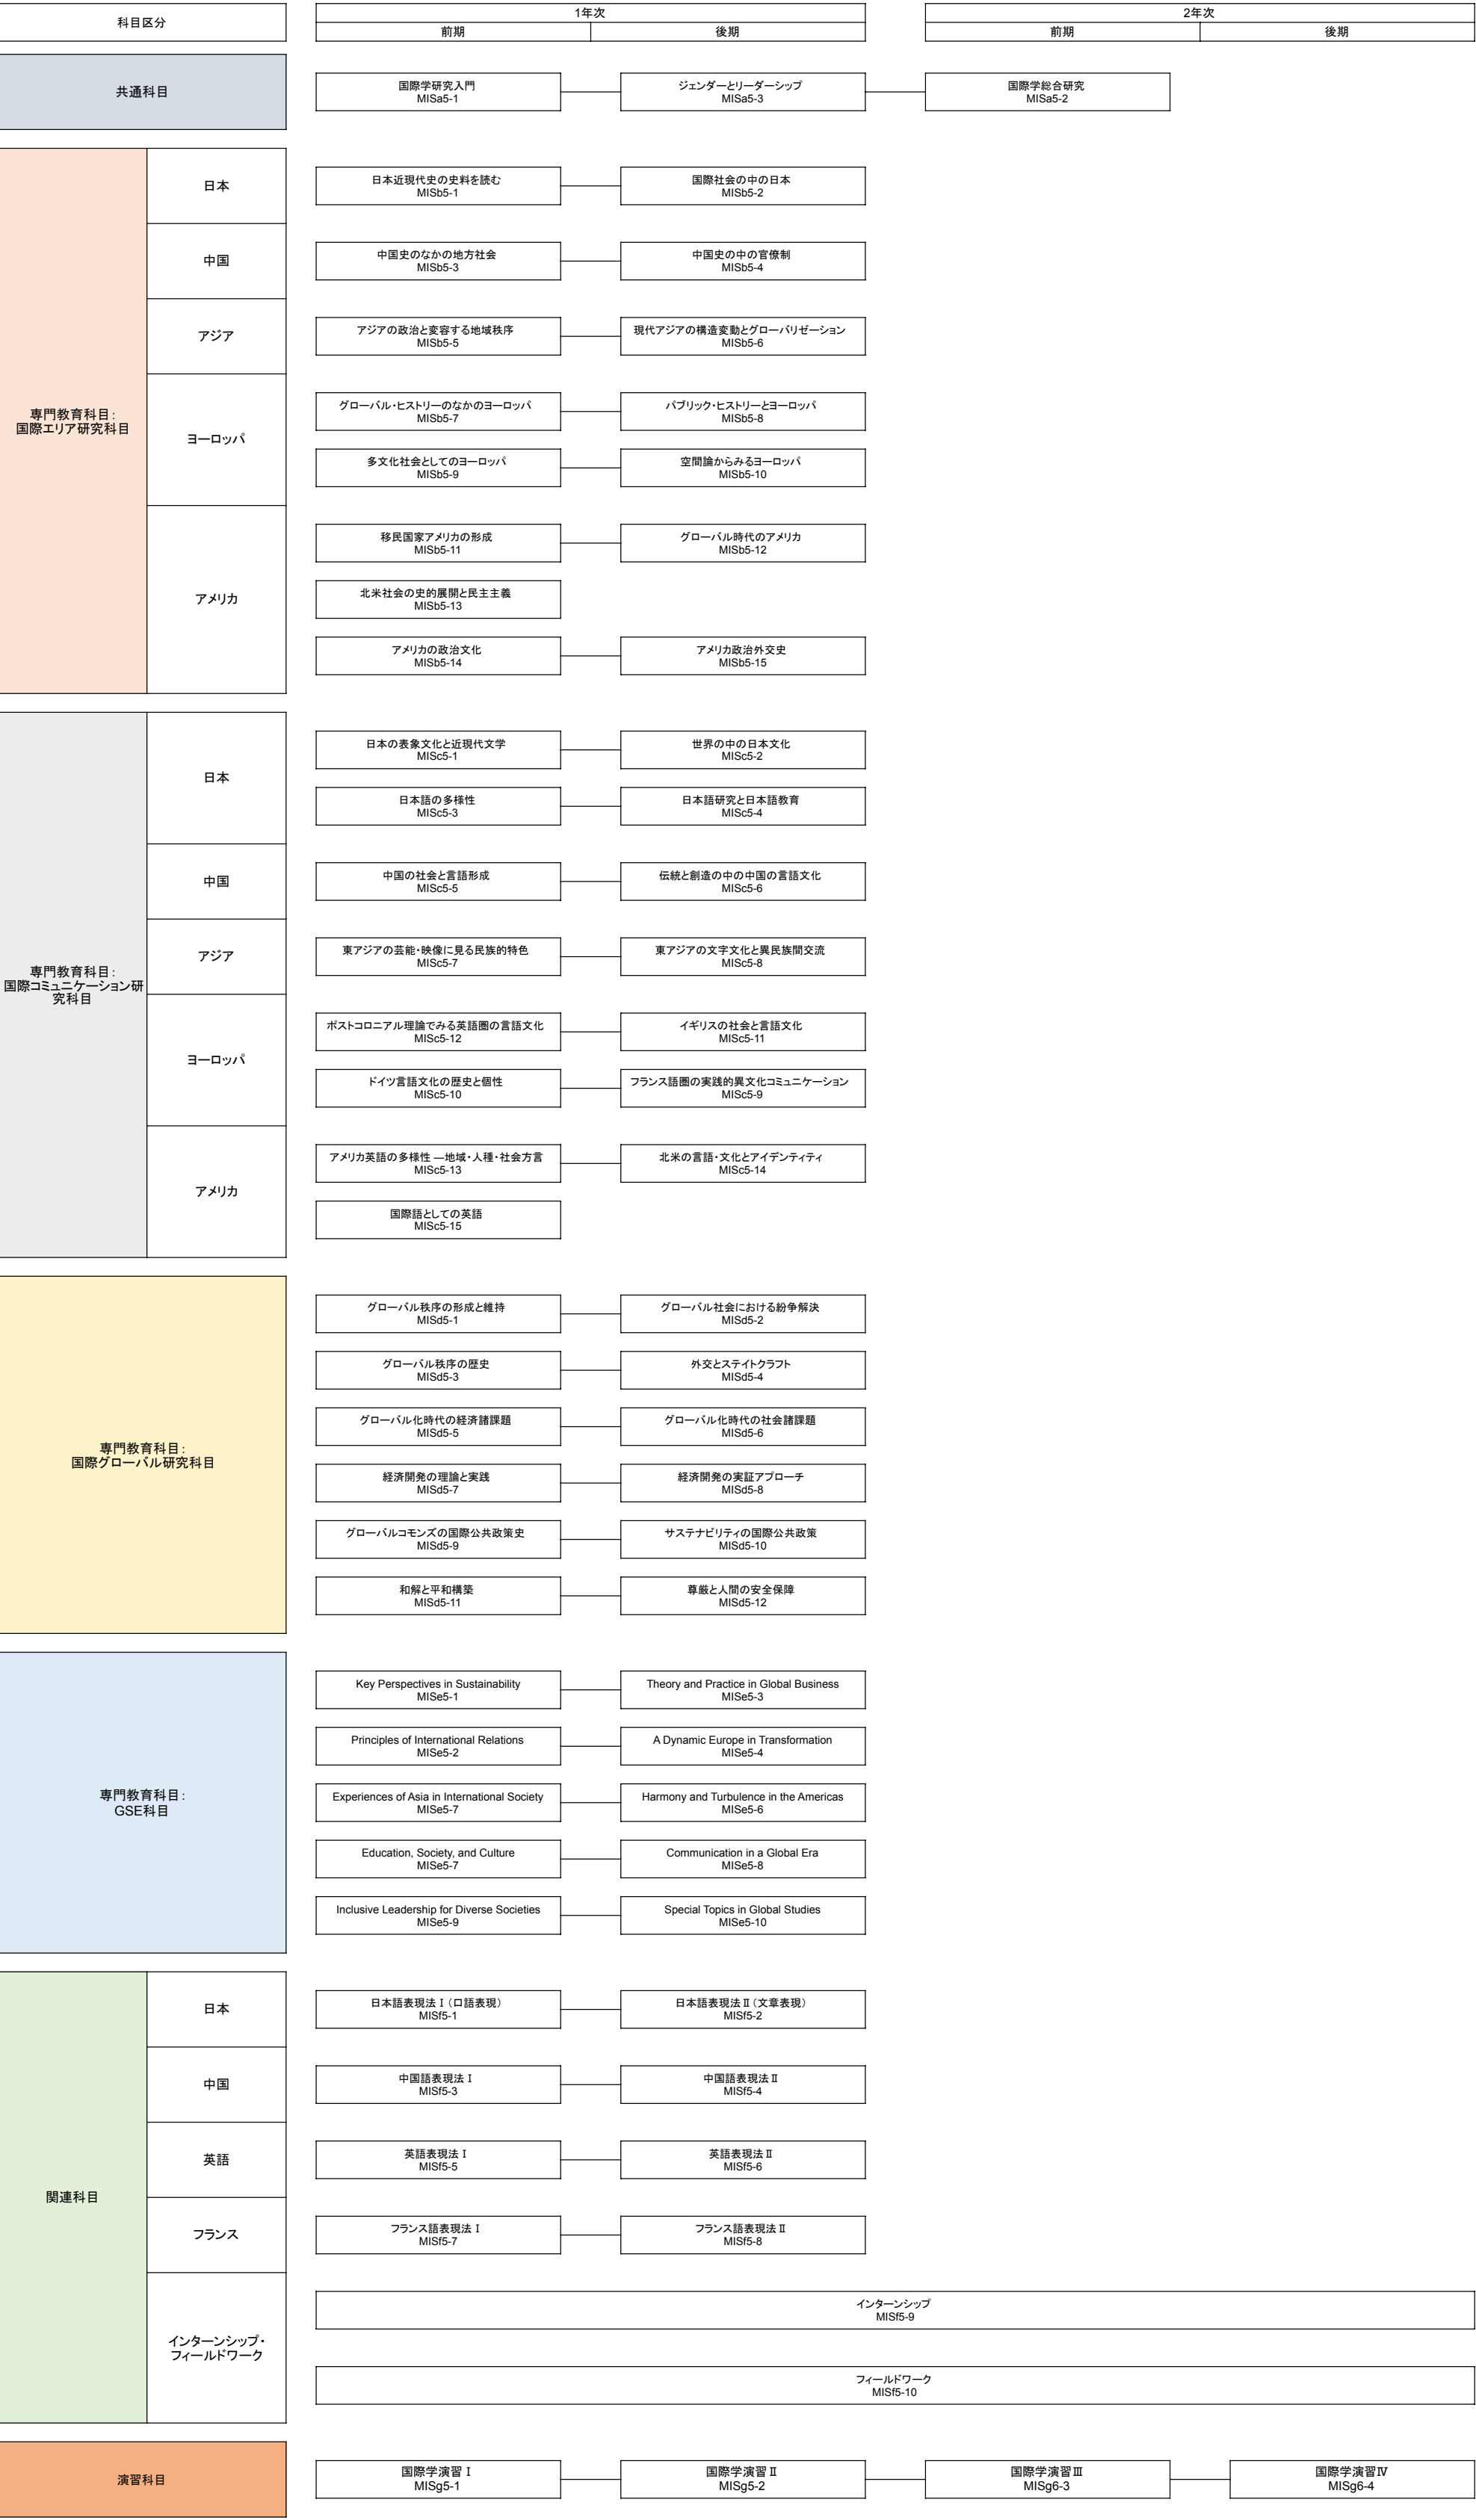 科目区分
1年次
2年次
前期
後期
前期
後期
共通科目
国際学研究入門
MISa5-1
ジェンダーとリーダーシップ
MISa5-3
国際学総合研究
MISa5-2
専門教育科目：
国際エリア研究科目
日本
日本近現代史の史料を読む
MISb5-1
国際社会の中の日本
MISb5-2
中国
中国史のなかの地方社会
MISb5-3
中国史の中の官僚制
MISb5-4
アジア
アジアの政治と変容する地域秩序
MISb5-5
現代アジアの構造変動とグローバリゼーション
MISb5-6
ヨーロッパ
グローバル・ヒストリーのなかのヨーロッパ
MISb5-7
パブリック・ヒストリーとヨーロッパ
MISb5-8
多文化社会としてのヨーロッパ
MISb5-9
空間論からみるヨーロッパ
MISb5-10
アメリカ
移民国家アメリカの形成
MISb5-11
グローバル時代のアメリカ
MISb5-12
北米社会の史的展開と民主主義
MISb5-13
アメリカの政治文化
MISb5-14
アメリカ政治外交史
MISb5-15
専門教育科目：
国際コミュニケーション研
究科目
日本
日本の表象文化と近現代文学
MISc5-1
世界の中の日本文化
MISc5-2
日本語の多様性
MISc5-3
日本語研究と日本語教育
MISc5-4
中国
中国の社会と言語形成
MISc5-5
伝統と創造の中の中国の言語文化
MISc5-6
アジア
東アジアの芸能・映像に見る民族的特色
MISc5-7
東アジアの文字文化と異民族間交流
MISc5-8
ヨーロッパ
ポストコロニアル理論でみる英語圏の言語文化
MISc5-12
イギリスの社会と言語文化
MISc5-11
ドイツ言語文化の歴史と個性
MISc5-10
フランス語圏の実践的異文化コミュニケーション
MISc5-9
アメリカ
アメリカ英語の多様性 ―地域・人種・社会方言
MISc5-13
北米の言語・文化とアイデンティティ
MISc5-14
国際語としての英語
MISc5-15
専門教育科目：
国際グローバル研究科目
グローバル秩序の形成と維持
MISd5-1
グローバル社会における紛争解決
MISd5-2
グローバル秩序の歴史
MISd5-3
外交とステイトクラフト
MISd5-4
グローバル化時代の経済諸課題
MISd5-5
グローバル化時代の社会諸課題
MISd5-6
経済開発の理論と実践
MISd5-7
経済開発の実証アプローチ
MISd5-8
グローバルコモンズの国際公共政策史
MISd5-9
サステナビリティの国際公共政策
MISd5-10
和解と平和構築
MISd5-11
尊厳と人間の安全保障
MISd5-12
専門教育科目：
GSE科目
Key Perspectives in Sustainability
MISe5-1
Theory and Practice in Global Business
MISe5-3
Principles of International Relations
MISe5-2
A Dynamic Europe in Transformation
MISe5-4
Experiences of Asia in International Society
MISe5-7
Harmony and Turbulence in the Americas
MISe5-6
Education, Society, and Culture
MISe5-7
Communication in a Global Era
MISe5-8
Inclusive Leadership for Diverse Societies
MISe5-9
Special Topics in Global Studies
MISe5-10
関連科目
日本
日本語表現法Ⅰ（口語表現）
MISf5-1
日本語表現法Ⅱ（文章表現）
MISf5-2
中国
中国語表現法Ⅰ
MISf5-3
中国語表現法Ⅱ
MISf5-4
英語
英語表現法Ⅰ
MISf5-5
英語表現法Ⅱ
MISf5-6
フランス
フランス語表現法Ⅰ
MISf5-7
フランス語表現法Ⅱ
MISf5-8
インターンシップ・
フィールドワーク
インターンシップ
MISf5-9
フィールドワーク
MISf5-10
演習科目
国際学演習Ⅰ
MISg5-1
国際学演習Ⅱ
MISg5-2
国際学演習Ⅲ
MISg6-3
国際学演習Ⅳ
MISg6-4